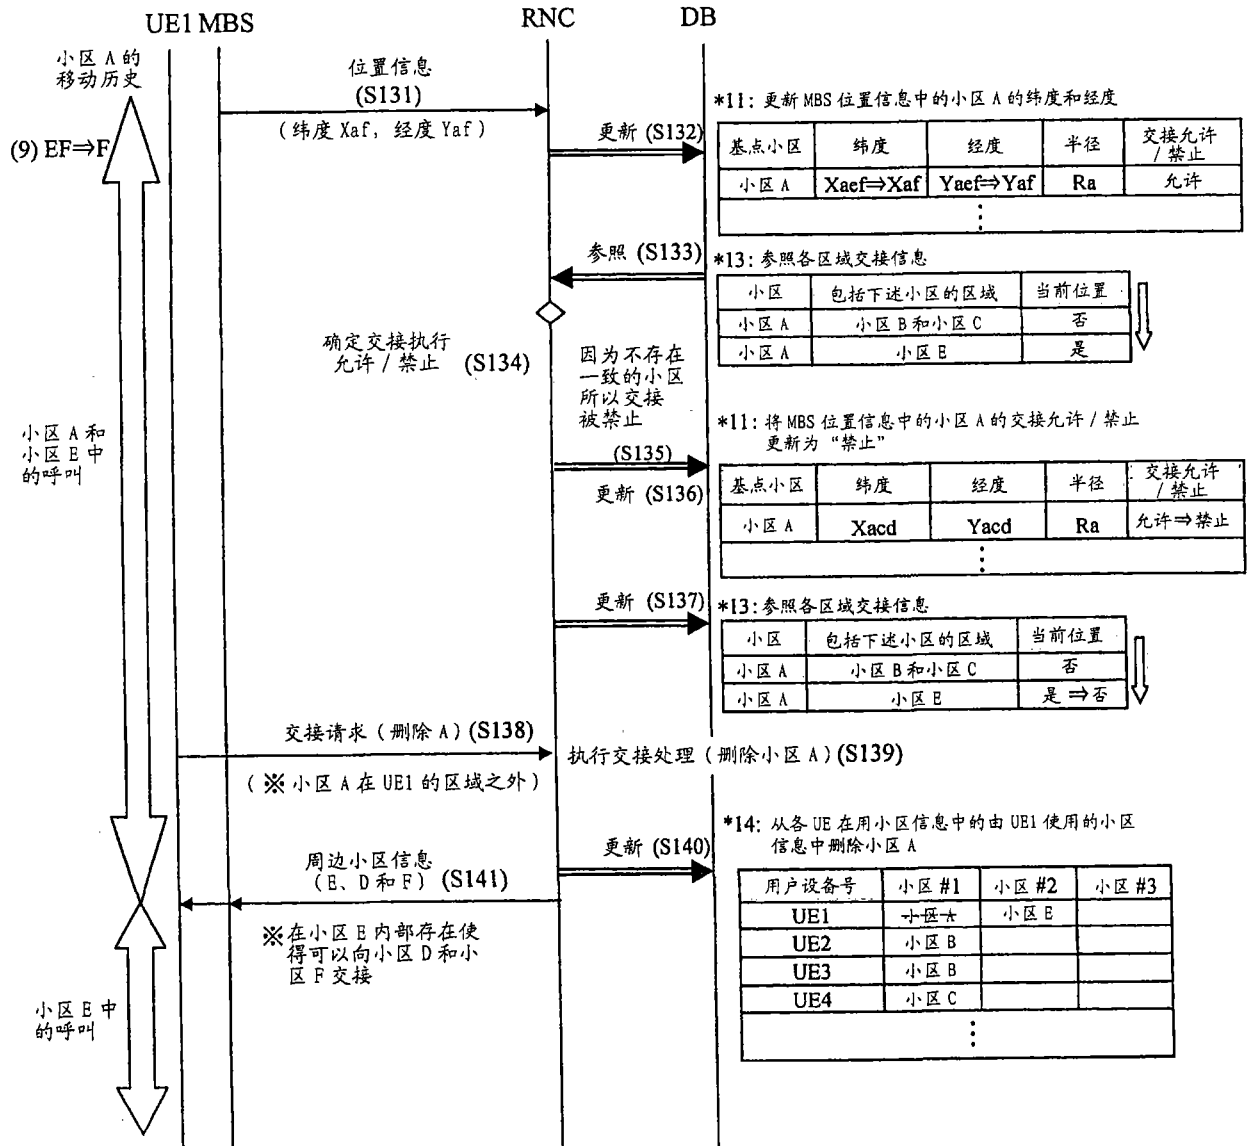 UE1 MBS
RNC
DB
小区 A 的
移动历史
(9) EF⇒F
位置信息
(S131)
(纬度 Xaf, 经度 Yaf)
更新 (S132)
*11: 更新 MBS 位置信息中的小区 A 的纬度和经度
基点小区 纬度 经度 半径 交接允许
/ 禁止
小区 A Xaef⇒Xaf Yaef⇒Yaf Ra 允许
⋮
参照 (S133)
*13: 参照各区域交接信息
小区 包括下述小区的区域 当前位置
小区 A 小区 B 和小区 C 否
小区 A 小区 E 是
确定交接执行
允许 / 禁止 (S134)
因为不存在
一致的小区
所以交接
被禁止
小区 A 和
小区 E 中
的呼叫
(S135)
更新 (S136)
*11: 将 MBS 位置信息中的小区 A 的交接允许 / 禁止
更新为 “禁止”
基点小区 纬度 经度 半径 交接允许
/ 禁止
小区 A Xacd Yacd Ra 允许⇒禁止
⋮
更新 (S137)
*13: 参照各区域交接信息
小区 包括下述小区的区域 当前位置
小区 A 小区 B 和小区 C 否
小区 A 小区 E 是⇒否
交接请求 (删除 A) (S138)
(※ 小区 A 在 UE1 的区域之外)
执行交接处理 (删除小区 A) (S139)
更新 (S140)
*14: 从各 UE 在用小区信息中的由 UE1 使用的小区
信息中删除小区 A
用户设备号 小区 #1 小区 #2 小区 #3
UE1 小区 A 小区 E
UE2 小区 B
UE3 小区 B
UE4 小区 C
⋮
周边小区信息
(E、D 和 F) (S141)
※在小区 E 内部存在使
得可以向小区 D 和小
区 F 交接
小区 E 中
的呼叫